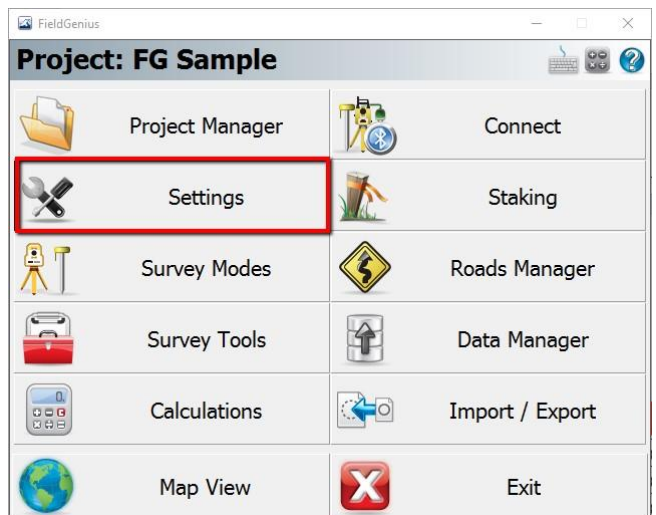 FieldGenius
Project: FG Sample
Project Manager
Connect
Settings
Staking
Survey Modes
Roads Manager
Survey Tools
Data Manager
Calculations
Import / Export
Map View
Exit